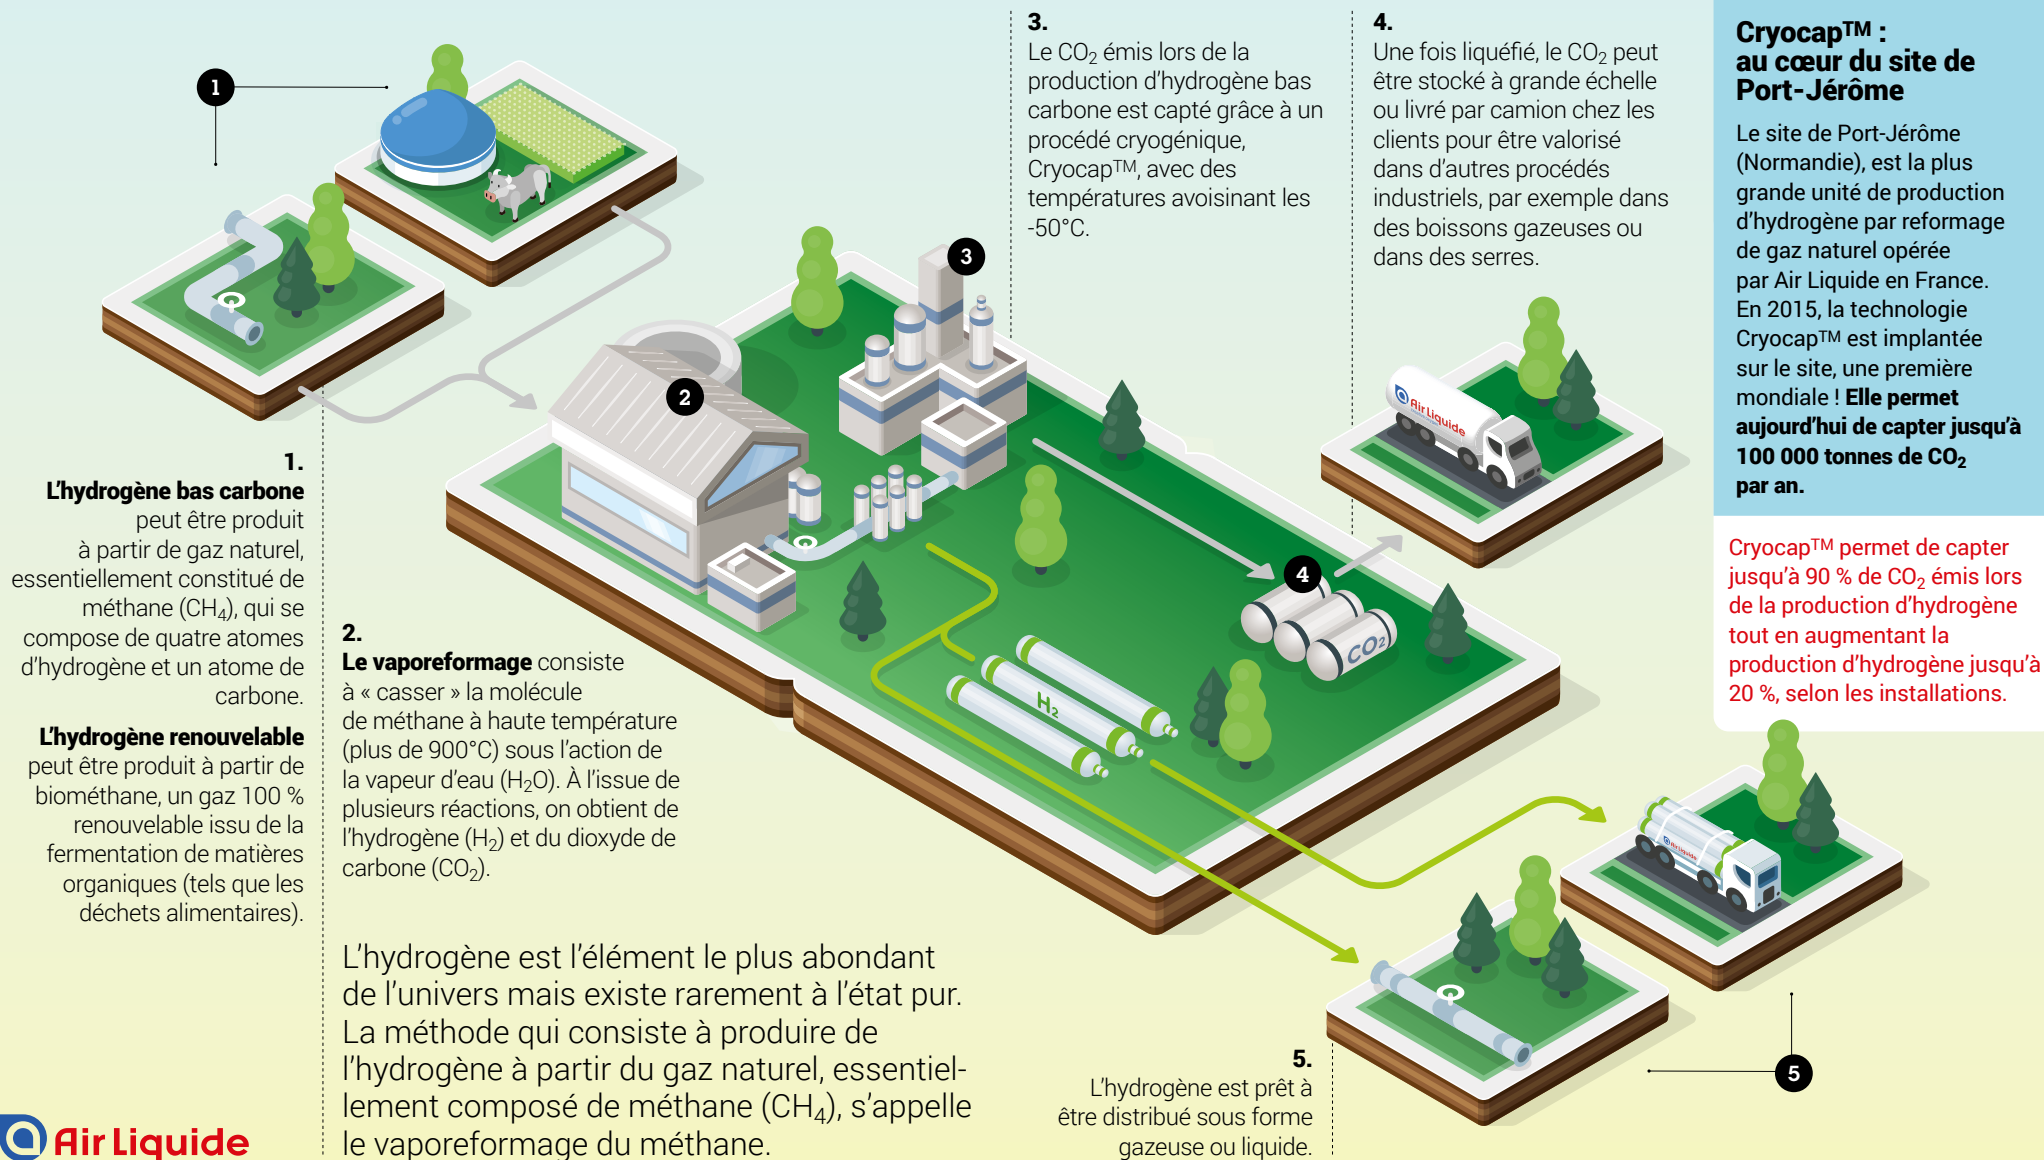 1.
L'hydrogène bas carbone
peut être produit
à partir de gaz naturel,
essentiellement constitué de
méthane (CH₄), qui se
compose de quatre atomes
d'hydrogène et un atome de
carbone.
L'hydrogène renouvelable
peut être produit à partir de
biométhane, un gaz 100 %
renouvelable issu de la
fermentation de matières
organiques (tels que les
déchets alimentaires).
2.
Le vaporeformage consiste
à « casser » la molécule
de méthane à haute température
(plus de 900°C) sous l'action de
la vapeur d'eau (H₂O). À l'issue de
plusieurs réactions, on obtient de
l'hydrogène (H₂) et du dioxyde de
carbone (CO₂).
L'hydrogène est l'élément le plus abondant
de l'univers mais existe rarement à l'état pur.
La méthode qui consiste à produire de
l'hydrogène à partir du gaz naturel, essentiel-
lement composé de méthane (CH₄), s'appelle
le vaporeformage du méthane.
3.
Le CO₂ émis lors de la
production d'hydrogène bas
carbone est capté grâce à un
procédé cryogénique,
Cryocap™, avec des
températures avoisinant les
-50°C.
4.
Une fois liquéfié, le CO₂ peut
être stocké à grande échelle
ou livré par camion chez les
clients pour être valorisé
dans d'autres procédés
industriels, par exemple dans
des boissons gazeuses ou
dans des serres.
5.
L'hydrogène est prêt à
être distribué sous forme
gazeuse ou liquide.
Cryocap™ :
au cœur du site de
Port-Jérôme
Le site de Port-Jérôme
(Normandie), est la plus
grande unité de production
d'hydrogène par reformage
de gaz naturel opérée
par Air Liquide en France.
En 2015, la technologie
Cryocap™ est implantée
sur le site, une première
mondiale ! Elle permet
aujourd'hui de capter jusqu'à
100 000 tonnes de CO₂
par an.
Cryocap™ permet de capter
jusqu'à 90 % de CO₂ émis lors
de la production d'hydrogène
tout en augmentant la
production d'hydrogène jusqu'à
20 %, selon les installations.
1
2
3
4
5
Air Liquide
CO₂
H₂
Air Liquide
Air Liquide